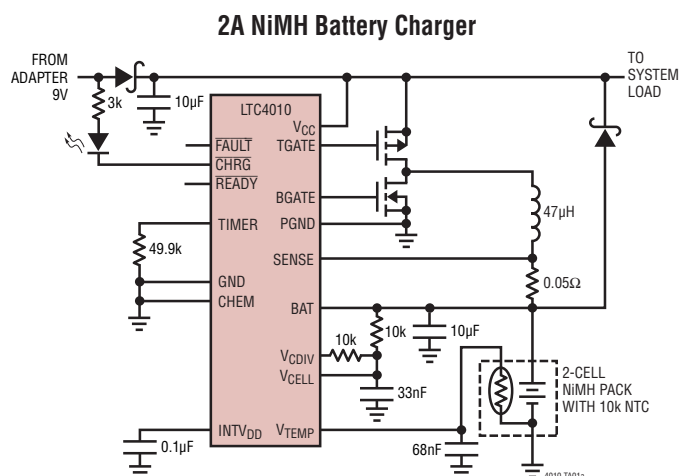 2A NiMH Battery Charger
FROM
ADAPTER
9V
TO
SYSTEM
LOAD
3k
10µF
LTC4010
VCC
FAULT
TGATE
CHRG
READY
BGATE
47µH
TIMER
PGND
49.9k
SENSE
0.05Ω
GND
CHEM
BAT
10k
10k
10µF
VCDIV
VCELL
33nF
2-CELL
NiMH PACK
WITH 10k NTC
INTVDD
VTEMP
0.1µF
68nF
4010 TA01a